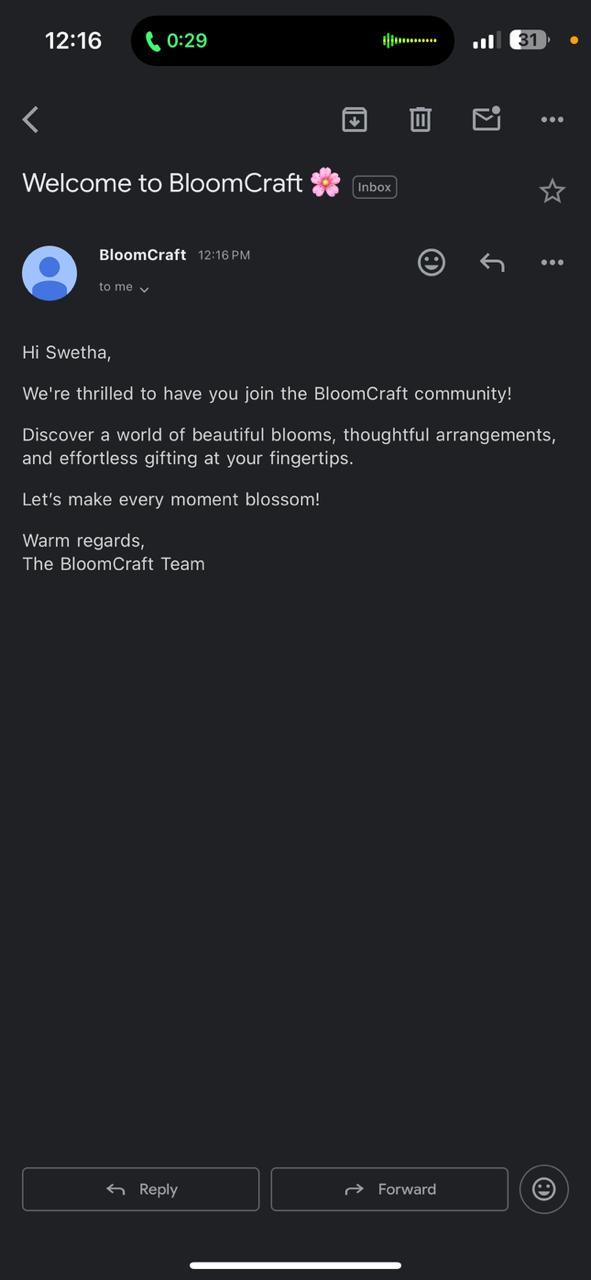 12:16
0:29
31
Welcome to BloomCraft 🌸 Inbox
BloomCraft 12:16 PM
to me
Hi Swetha,
We're thrilled to have you join the BloomCraft community!
Discover a world of beautiful blooms, thoughtful arrangements,
and effortless gifting at your fingertips.
Let’s make every moment blossom!
Warm regards,
The BloomCraft Team
Reply
Forward